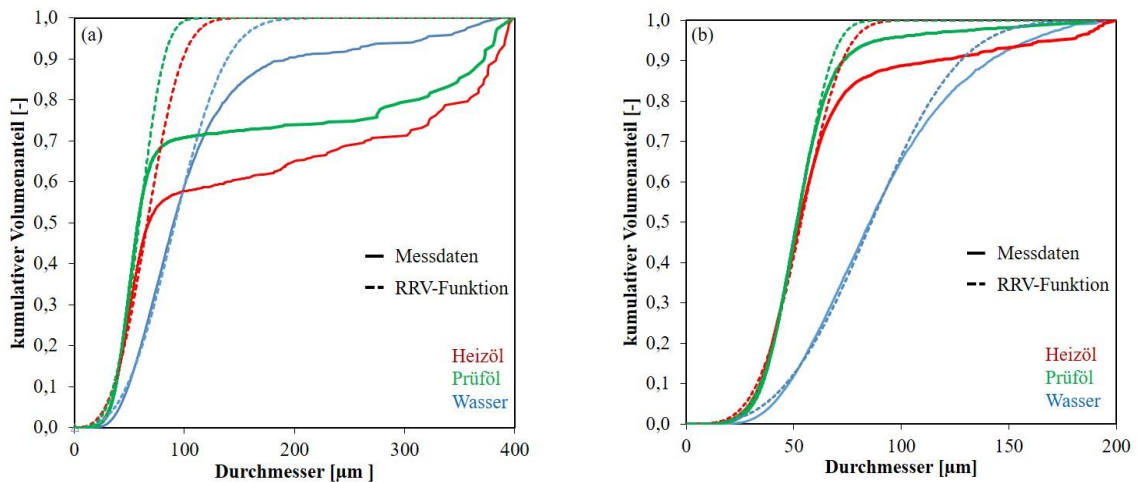 (a)
kumulativer Volumenanteil [-]
1,0
0,9
0,8
0,7
0,6
0,5
0,4
0,3
0,2
0,1
0,0
Messdaten
RRV-Funktion
Heizöl
Prüföl
Wasser
0
100
200
300
400
Durchmesser [µm ]
(b)
kumulativer Volumenanteil [-]
1,0
0,9
0,8
0,7
0,6
0,5
0,4
0,3
0,2
0,1
0,0
Messdaten
RRV-Funktion
Heizöl
Prüföl
Wasser
0
50
100
150
200
Durchmesser [µm]